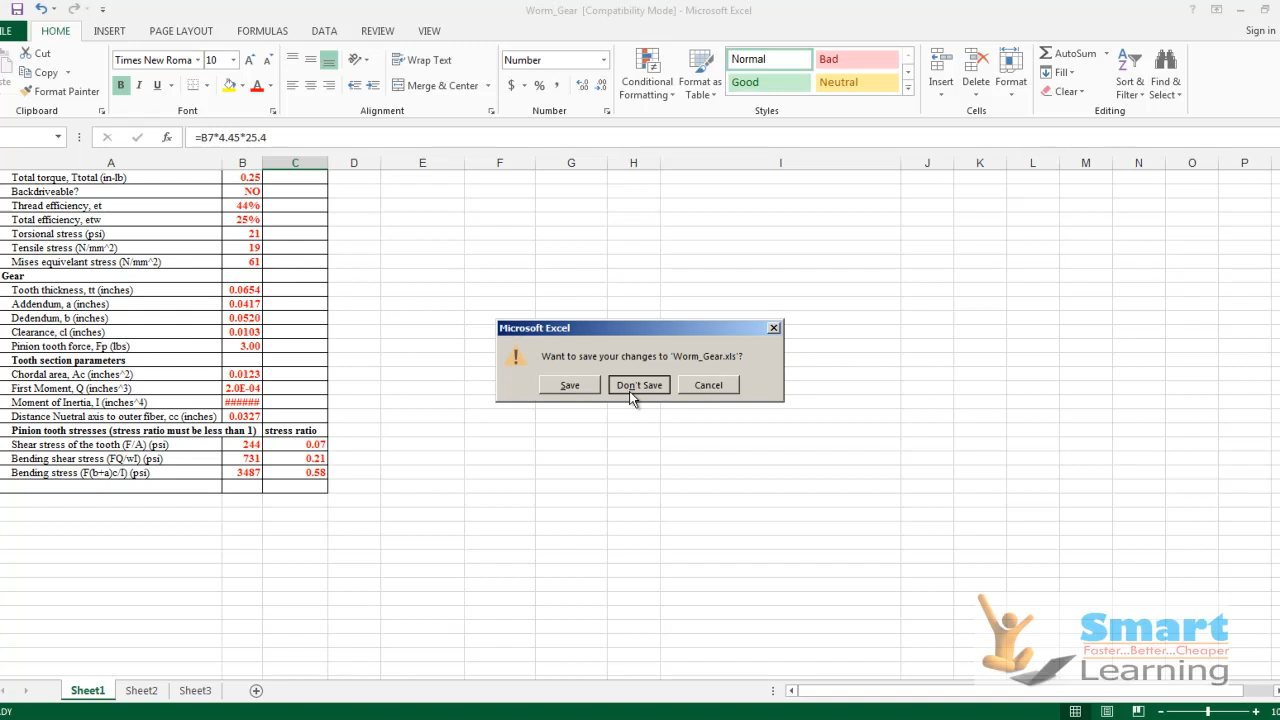 Worm_Gear [Compatibility Mode] - Microsoft Excel
Sign in
HOME INSERT PAGE LAYOUT FORMULAS DATA REVIEW VIEW
Cut
Copy
Format Painter
Clipboard
Times New Roma 10
B I U
Font
Wrap Text
Merge & Center
Alignment
Number
$ % ,
Number
Conditional Formatting
Format as Table
Normal Bad
Good Neutral
Styles
Insert Delete Format
Cells
AutoSum
Fill
Clear
Sort & Filter
Find & Select
Editing
fx =B7*4.45*25.4
A B C D E F G H I J K L M N O P
Total torque, Ttotal (in-lb) 0.25
Backdriveable? NO
Thread efficiency, et 44%
Total efficiency, etw 25%
Torsional stress (psi) 21
Tensile stress (N/mm^2) 19
Mises equivelant stress (N/mm^2) 61
Gear
Tooth thickness, tt (inches) 0.0654
Addendum, a (inches) 0.0417
Dedendum, b (inches) 0.0520
Clearance, cl (inches) 0.0103
Pinion tooth force, Fp (lbs) 3.00
Tooth section parameters
Chordal area, Ac (inches^2) 0.0123
First Moment, Q (inches^3) 2.0E-04
Moment of Inertia, I (inches^4) ######
Distance Nuetral axis to outer fiber, cc (inches) 0.0327
Pinion tooth stresses (stress ratio must be less than 1) stress ratio
Shear stress of the tooth (F/A) (psi) 244 0.07
Bending shear stress (FQ/wI) (psi) 731 0.21
Bending stress (F(b+a)c/I) (psi) 3487 0.58
Microsoft Excel
Want to save your changes to 'Worm_Gear.xls'?
Save Don't Save Cancel
Smart
Faster...Better...Cheaper
Learning
Sheet1 Sheet2 Sheet3